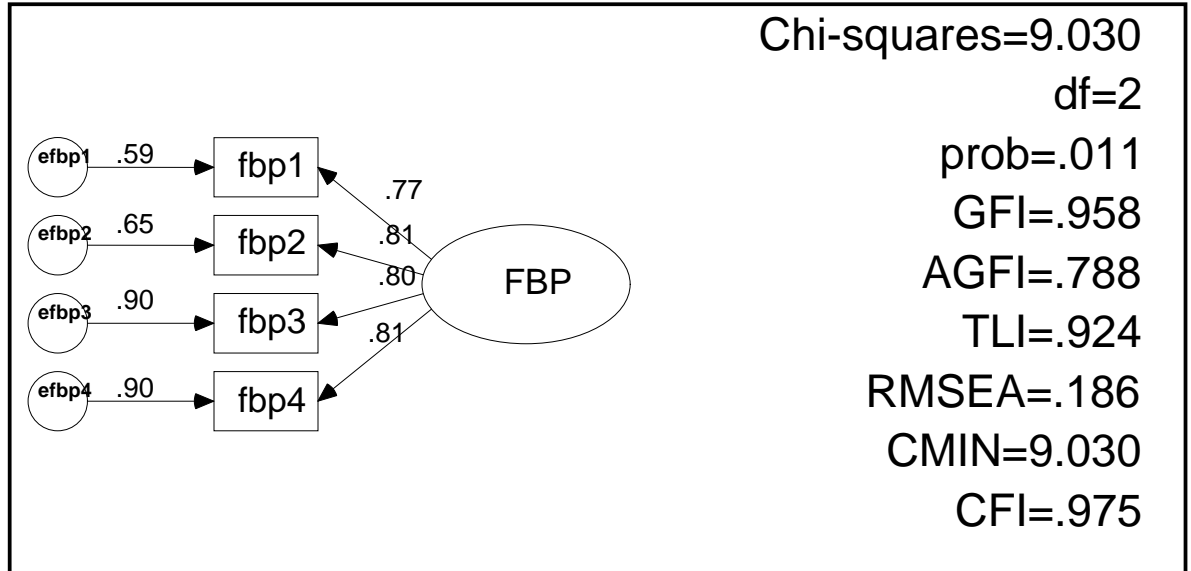 Chi-squares=9.030
df=2
prob=.011
GFI=.958
AGFI=.788
TLI=.924
RMSEA=.186
CMIN=9.030
CFI=.975
efbp1 .59 fbp1 .77
efbp2 .65 fbp2 .81
efbp3 .90 fbp3 .80
efbp4 .90 fbp4 .81
FBP